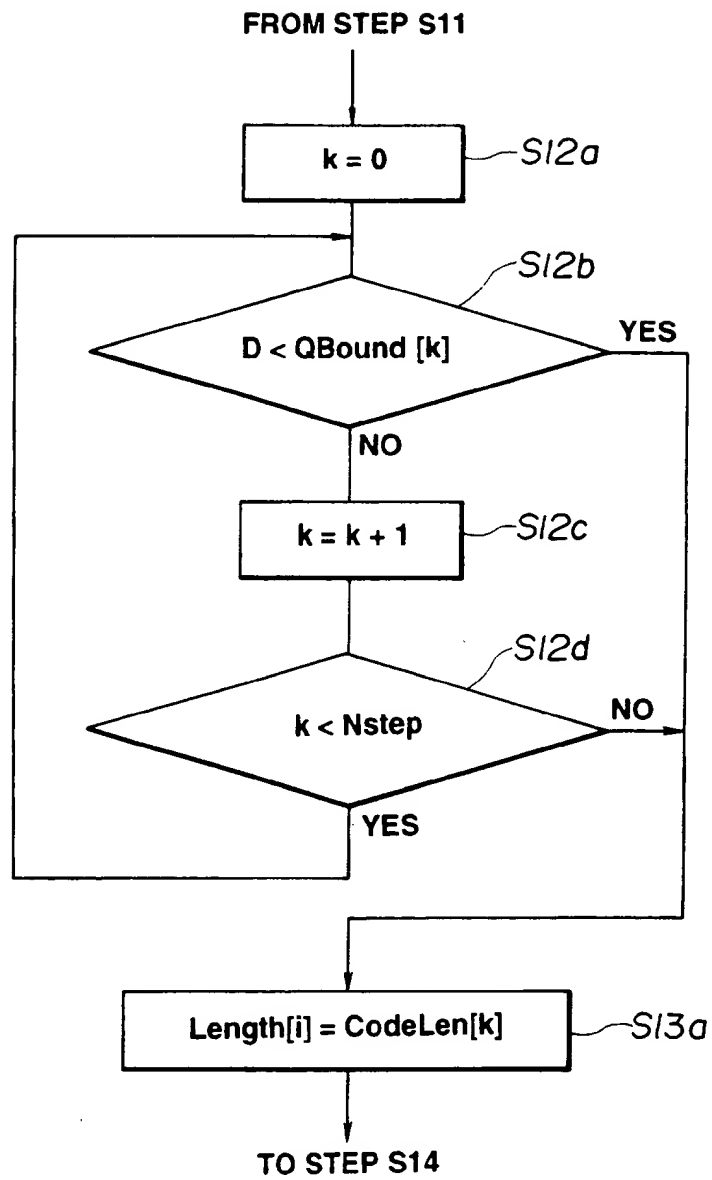 FROM STEP S11
k = 0
S12a
S12b
D < QBound [k]
YES
NO
k = k + 1
S12c
S12d
k < Nstep
NO
YES
Length[i] = CodeLen[k]
S13a
TO STEP S14